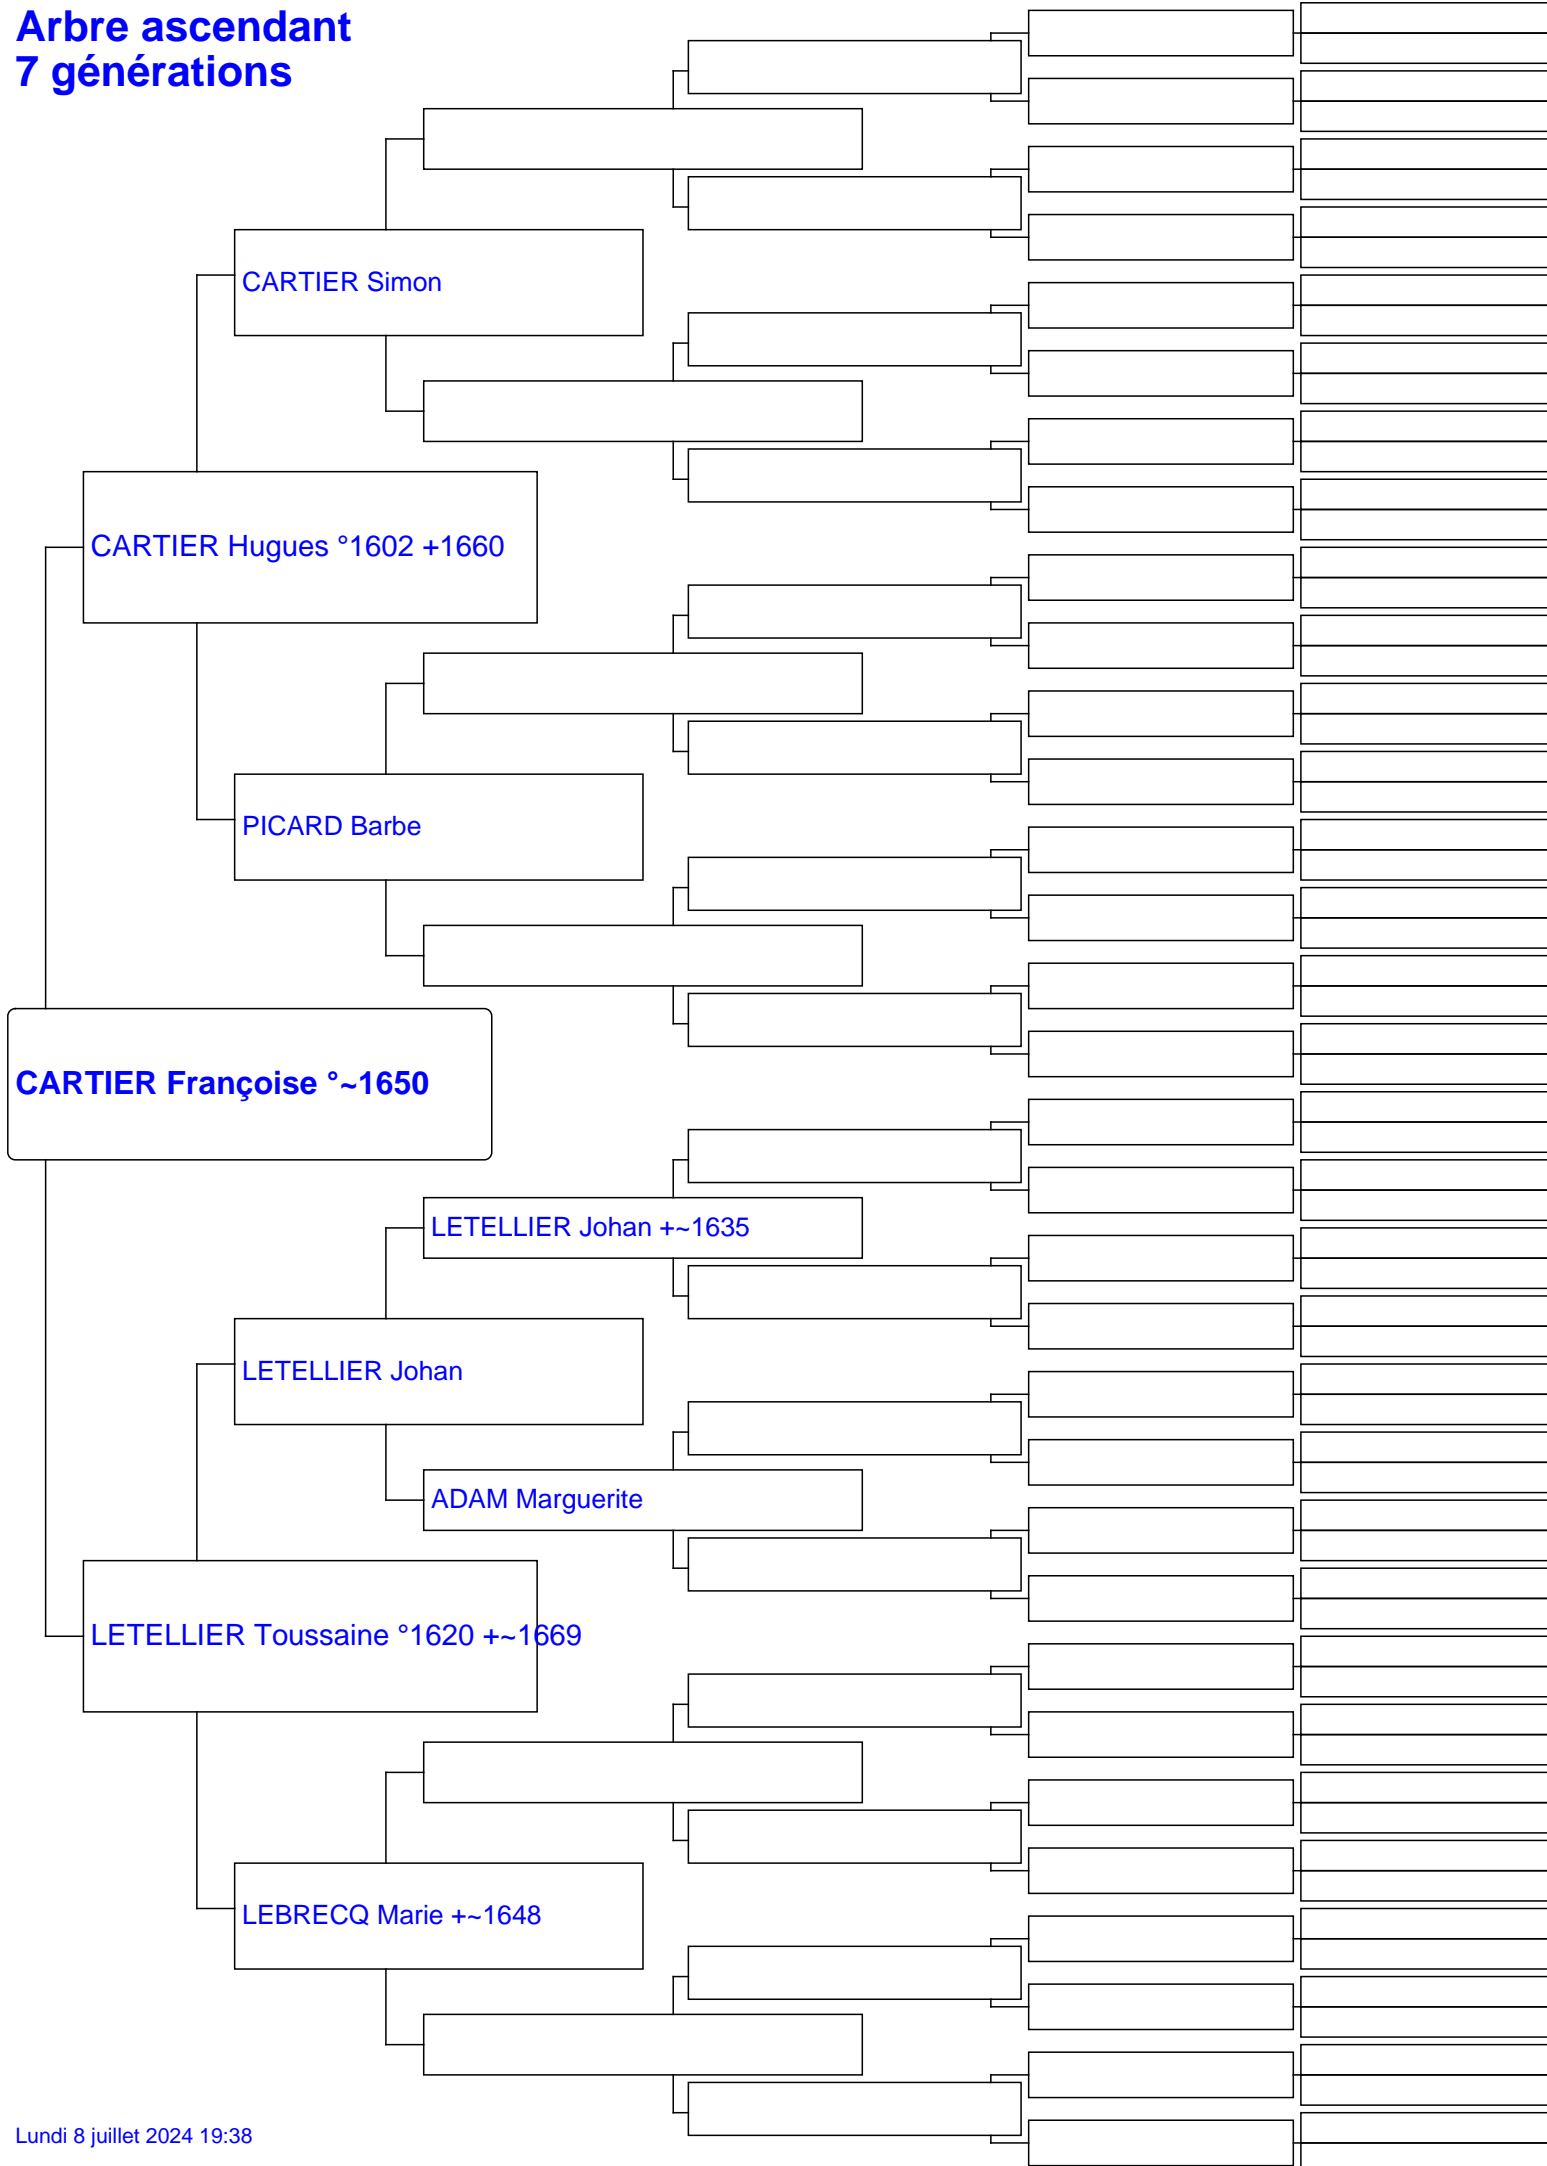 Arbre ascendant
7 générations
CARTIER Simon
CARTIER Hugues °1602 +1660
PICARD Barbe
CARTIER Françoise °~1650
LETELLIER Johan +~1635
LETELLIER Johan
ADAM Marguerite
LETELLIER Toussaine °1620 +~1669
LEBRECQ Marie +~1648
Lundi 8 juillet 2024 19:38